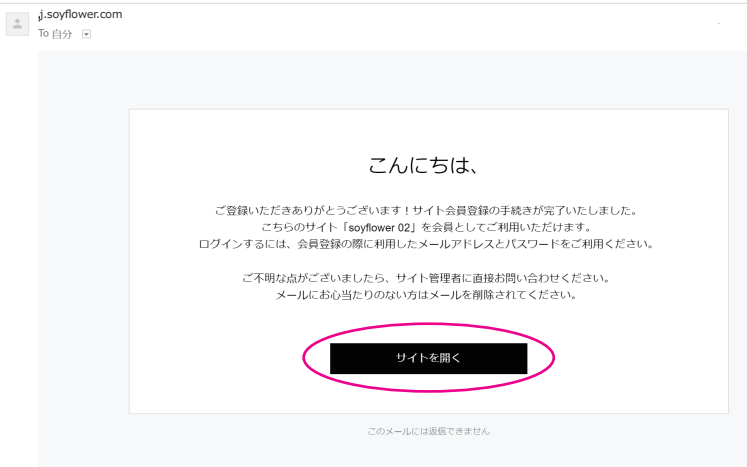 j.soyflower.com
To 自分
こんにちは、
ご登録いただきありがとうございます！サイト会員登録の手続きが完了いたしました。
こちらのサイト「soyflower 02」を会員としてご利用いただけます。
ログインするには、会員登録の際に利用したメールアドレスとパスワードをご利用ください。
ご不明な点がございましたら、サイト管理者に直接お問い合わせください。
メールにお心当たりのない方はメールを削除されてください。
サイトを開く
このメールには返信できません